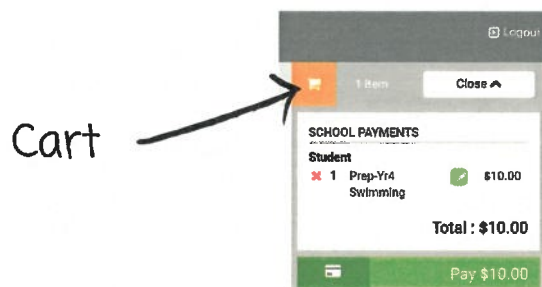 Logout
1 item
Close
Cart
SCHOOL PAYMENTS
Student
1 Prep-Yr4 $10.00
Swimming
Total : $10.00
Pay $10.00